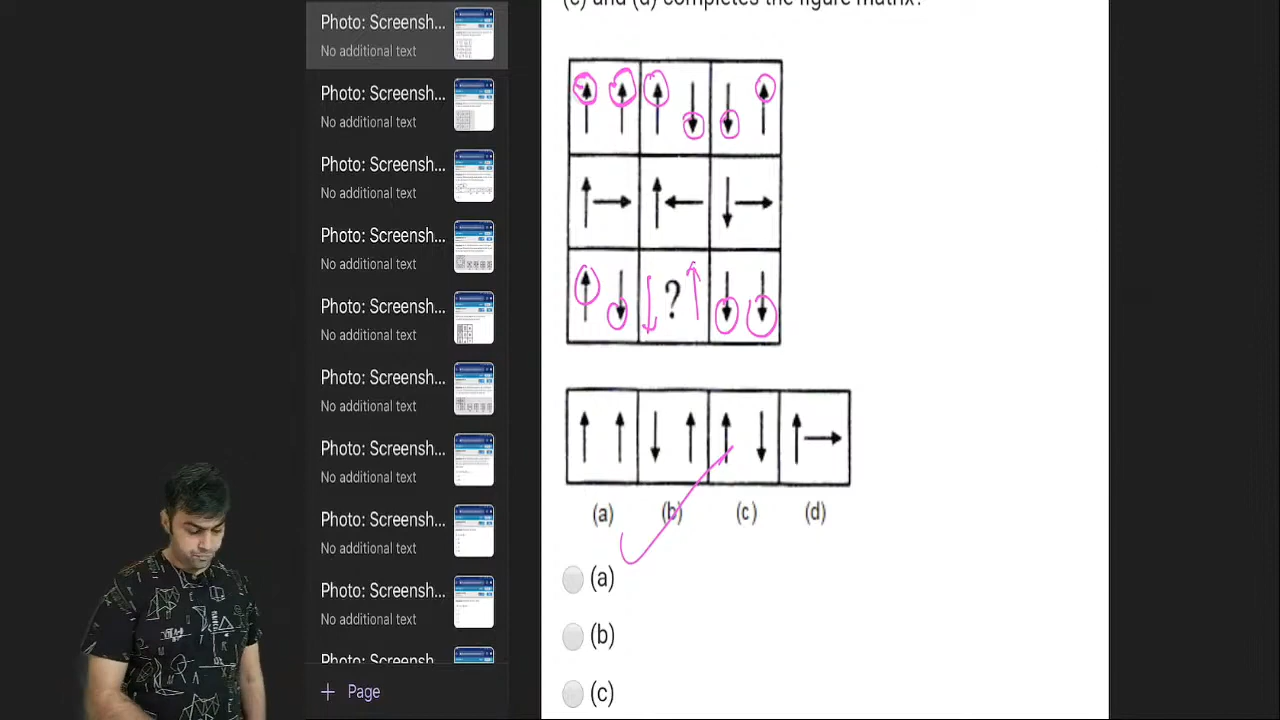 Photo: Screensh...
No additional text
Photo: Screensh...
No additional text
Photo: Screensh...
No additional text
Photo: Screensh...
No additional text
Photo: Screensh...
No additional text
Photo: Screensh...
No additional text
Photo: Screensh...
No additional text
Photo: Screensh...
No additional text
Photo: Screensh...
No additional text
Photo: Screensh...
+ Page
(c) and (d) completes the figure matrix?
?
(a) (b) (c) (d)
(a)
(b)
(c)